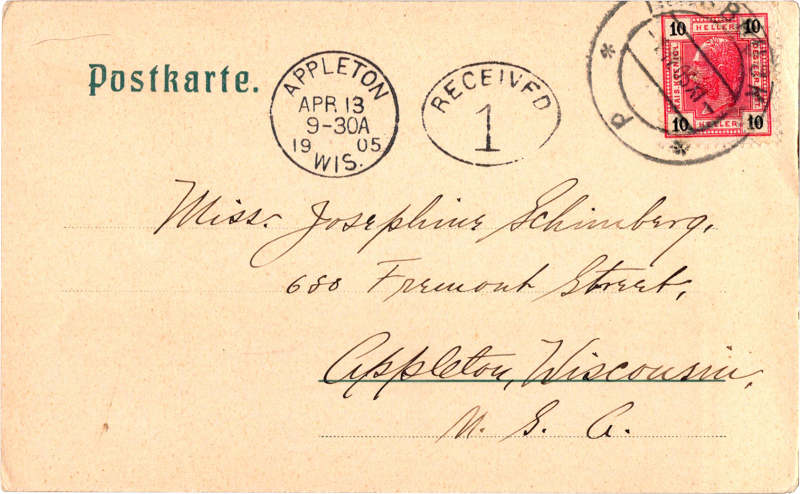 Postkarte.
APPLETON
APR 13
9-30A
19 05
WIS.
RECEIVED
1
10 HELLER 10
10 HELLER 10
Miss. Josephine Schimberg,
680 Fremont Street,
Appleton, Wisconsin,
U. S. A.